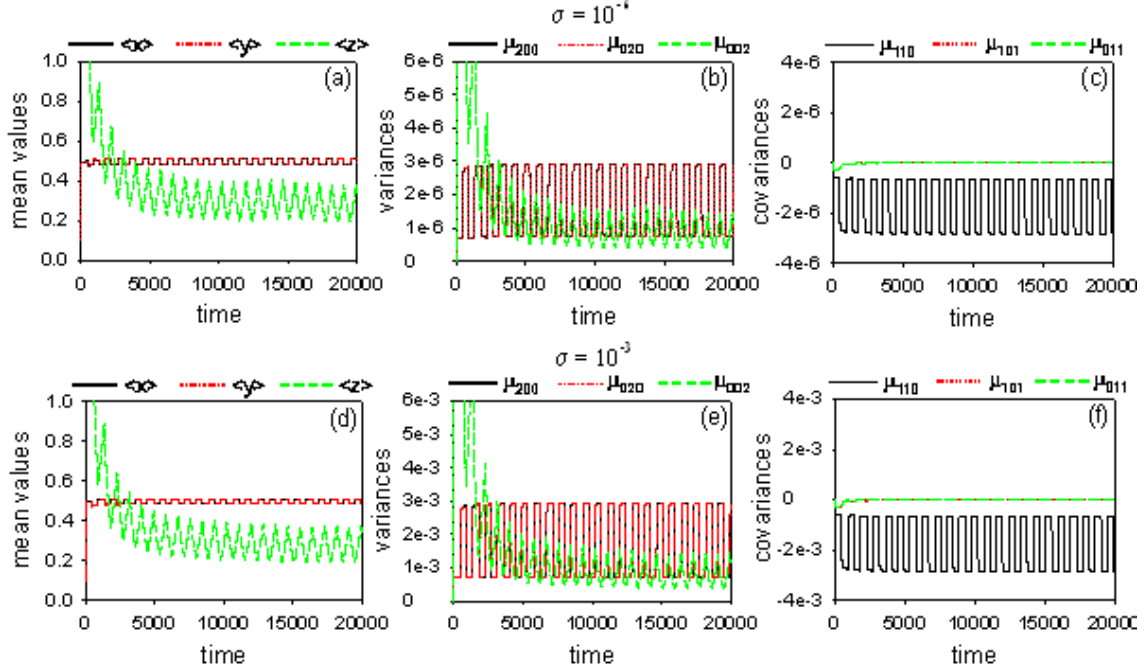 σ = 10⁻⁶
<x> <y> <z>
μ200 μ020 μ002
μ110 μ101 μ011
(a)
mean values
1.0
0.8
0.6
0.4
0.2
0.0
0 5000 10000 15000 20000
time
(b)
variances
6e-6
5e-6
4e-6
3e-6
2e-6
1e-6
0
0 5000 10000 15000 20000
time
(c)
covariances
4e-6
2e-6
0
-2e-6
-4e-6
0 5000 10000 15000 20000
time
σ = 10⁻³
<x> <y> <z>
μ200 μ020 μ002
μ110 μ101 μ011
(d)
mean values
1.0
0.8
0.6
0.4
0.2
0.0
0 5000 10000 15000 20000
time
(e)
variances
6e-3
5e-3
4e-3
3e-3
2e-3
1e-3
0
0 5000 10000 15000 20000
time
(f)
covariances
4e-3
2e-3
0
-2e-3
-4e-3
0 5000 10000 15000 20000
time